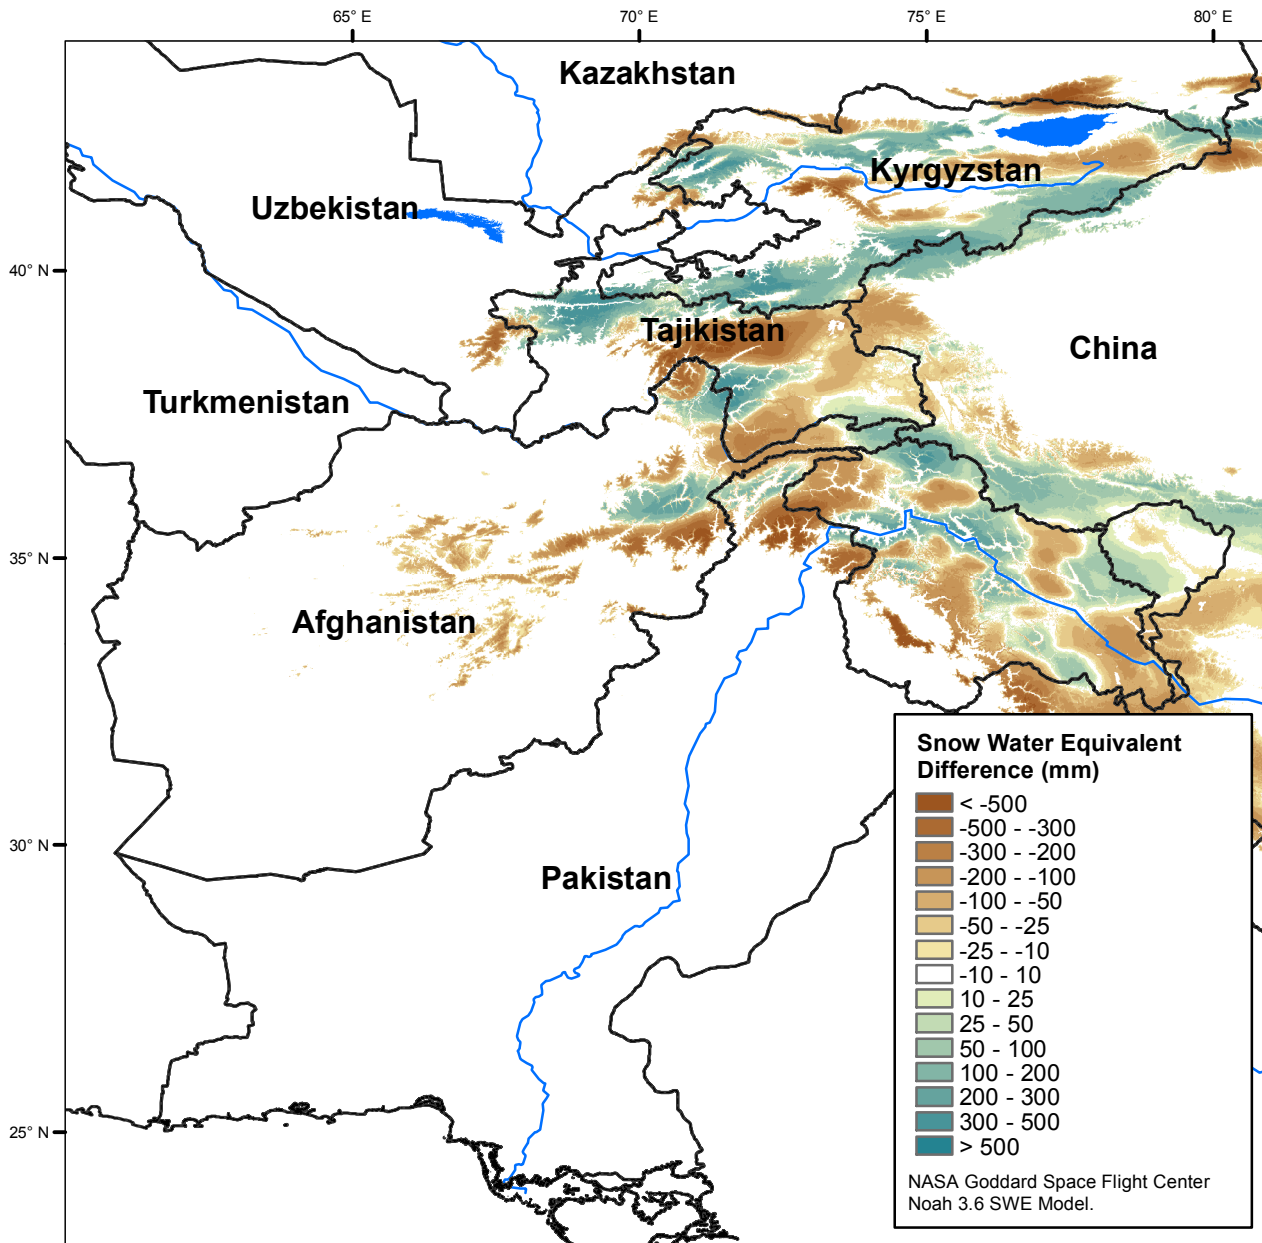 65° E
70° E
75° E
80° E
Kazakhstan
Kyrgyzstan
Uzbekistan
40° N
Tajikistan
China
Turkmenistan
35° N
Afghanistan
30° N
Pakistan
25° N
Snow Water Equivalent
Difference (mm)
< -500
-500 - -300
-300 - -200
-200 - -100
-100 - -50
-50 - -25
-25 - -10
-10 - 10
10 - 25
25 - 50
50 - 100
100 - 200
200 - 300
300 - 500
> 500
NASA Goddard Space Flight Center
Noah 3.6 SWE Model.